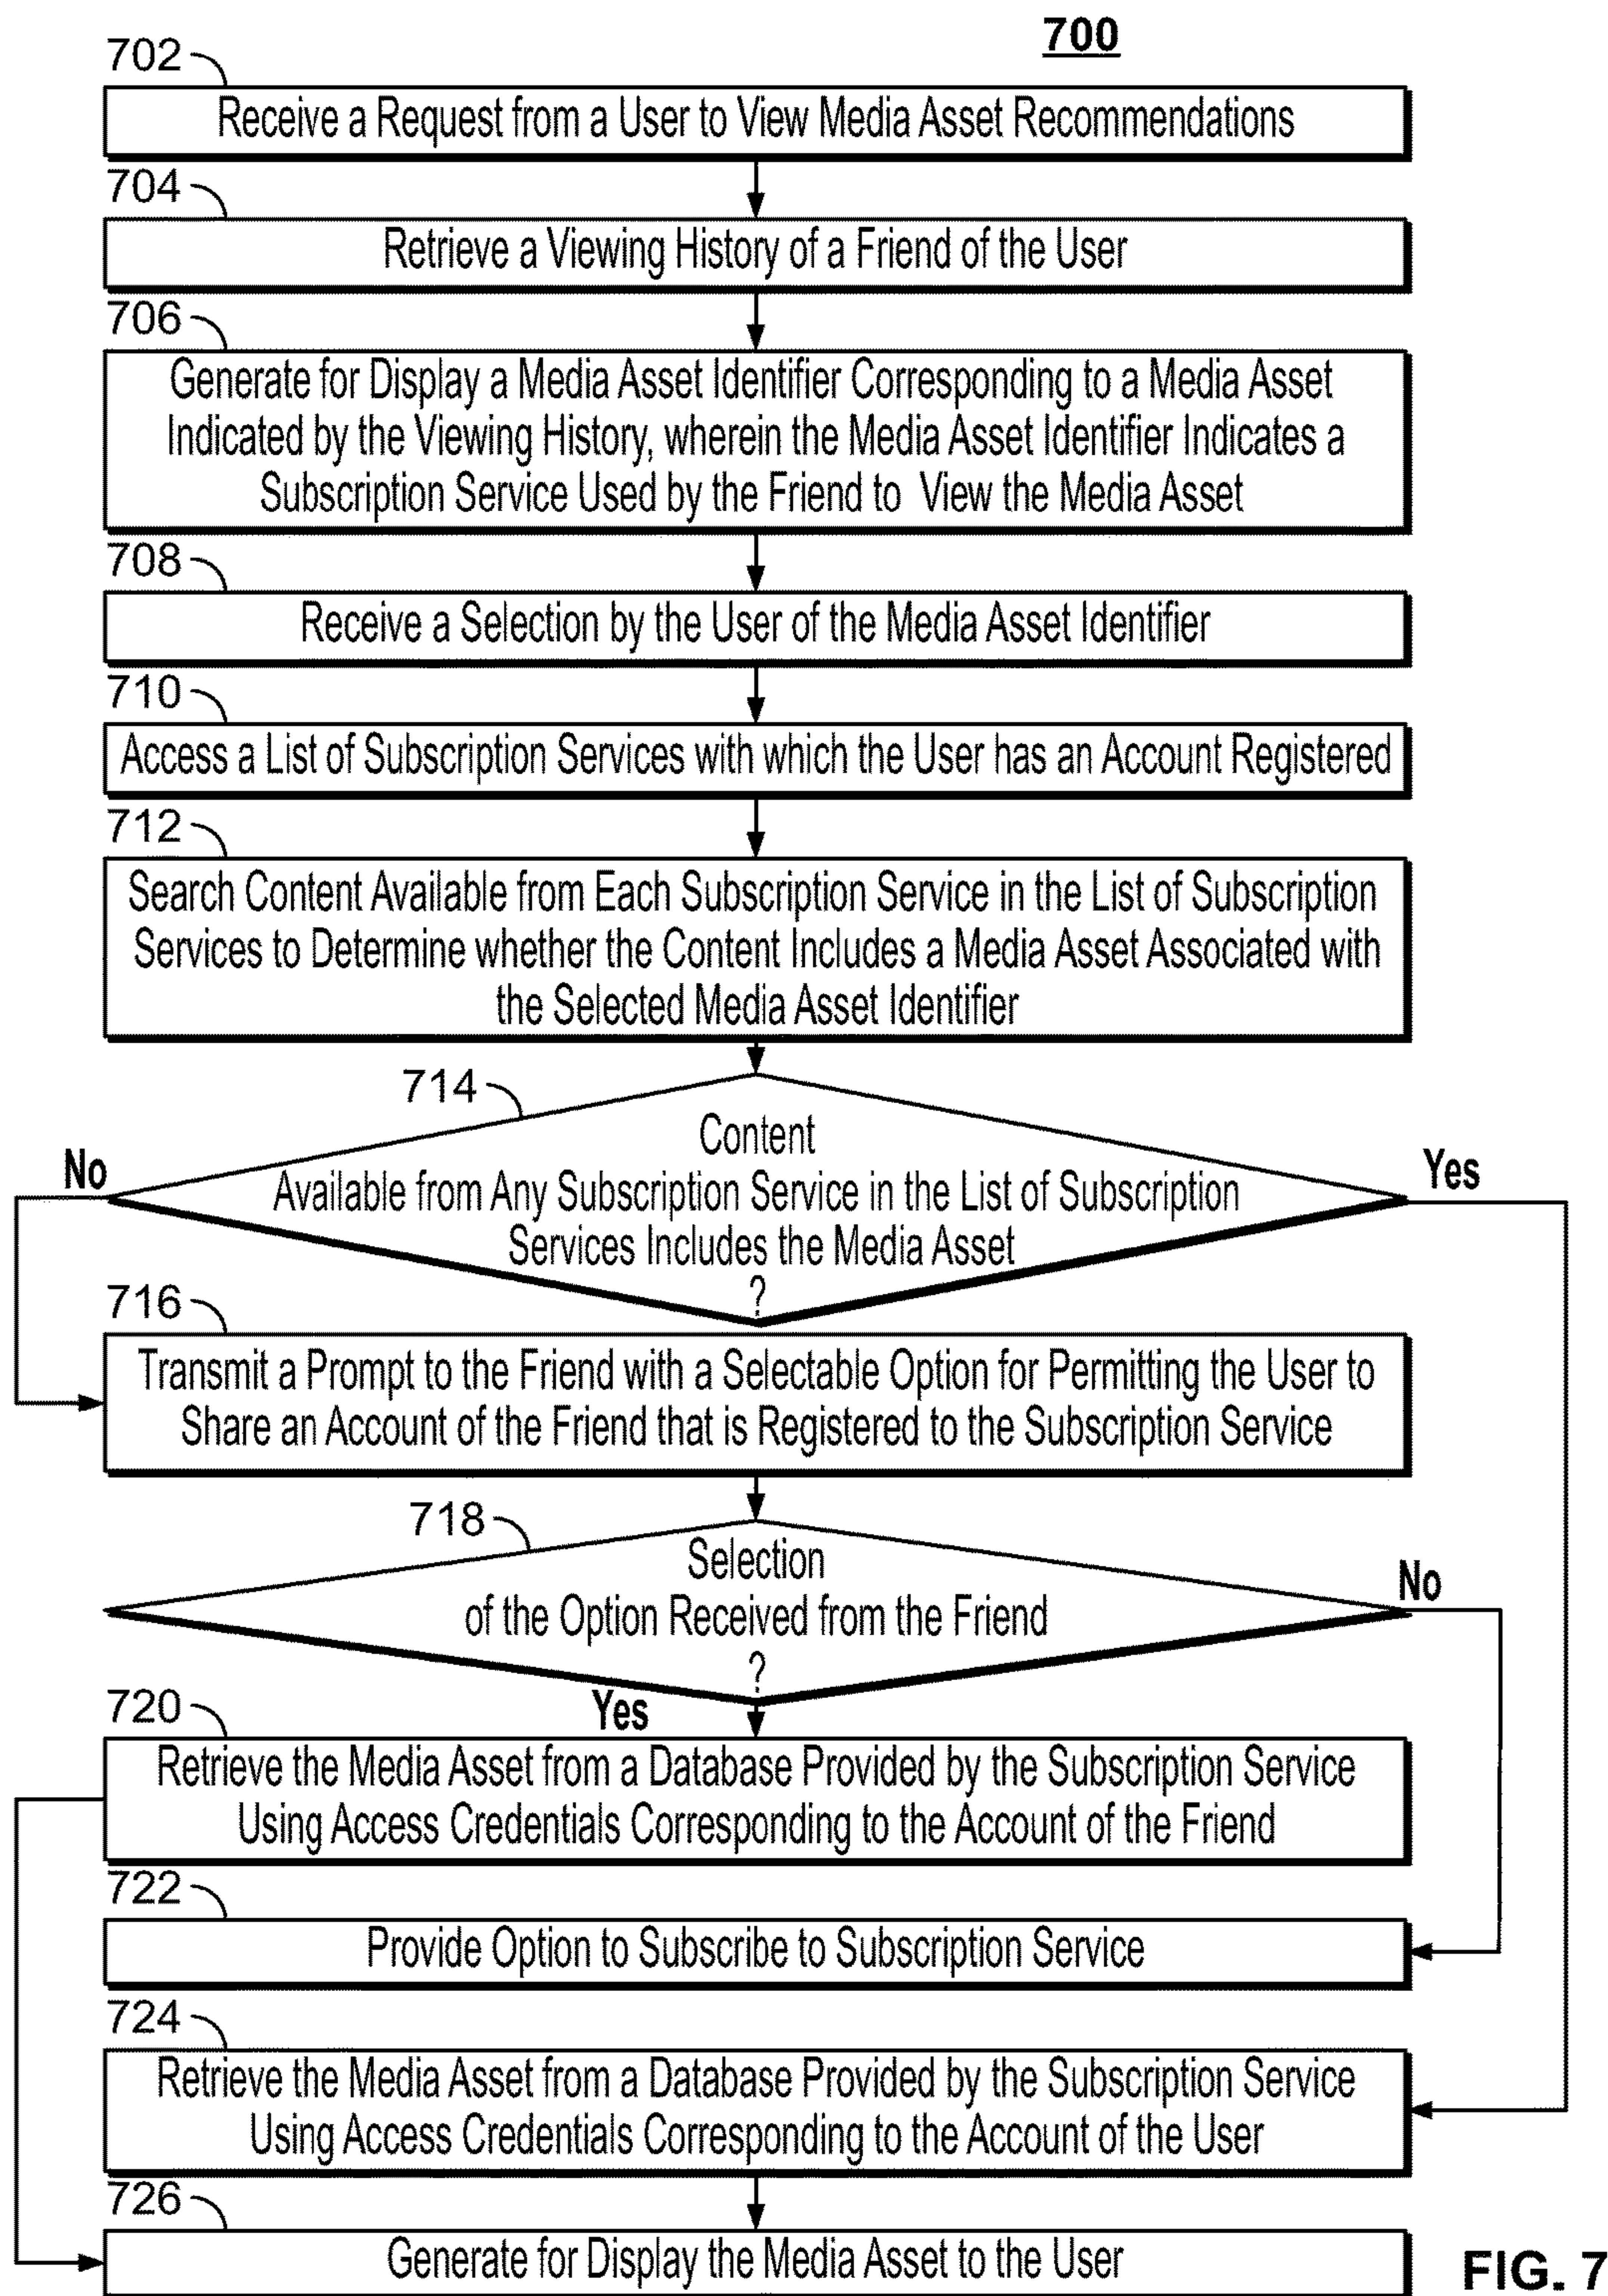 700
702
Receive a Request from a User to View Media Asset Recommendations
704
Retrieve a Viewing History of a Friend of the User
706
Generate for Display a Media Asset Identifier Corresponding to a Media Asset
Indicated by the Viewing History, wherein the Media Asset Identifier Indicates a
Subscription Service Used by the Friend to View the Media Asset
708
Receive a Selection by the User of the Media Asset Identifier
710
Access a List of Subscription Services with which the User has an Account Registered
712
Search Content Available from Each Subscription Service in the List of Subscription
Services to Determine whether the Content Includes a Media Asset Associated with
the Selected Media Asset Identifier
714
Content
No
Yes
Available from Any Subscription Service in the List of Subscription
Services Includes the Media Asset
?
716
Transmit a Prompt to the Friend with a Selectable Option for Permitting the User to
Share an Account of the Friend that is Registered to the Subscription Service
718
Selection
No
of the Option Received from the Friend
?
Yes
720
Retrieve the Media Asset from a Database Provided by the Subscription Service
Using Access Credentials Corresponding to the Account of the Friend
722
Provide Option to Subscribe to Subscription Service
724
Retrieve the Media Asset from a Database Provided by the Subscription Service
Using Access Credentials Corresponding to the Account of the User
726
Generate for Display the Media Asset to the User
FIG. 7